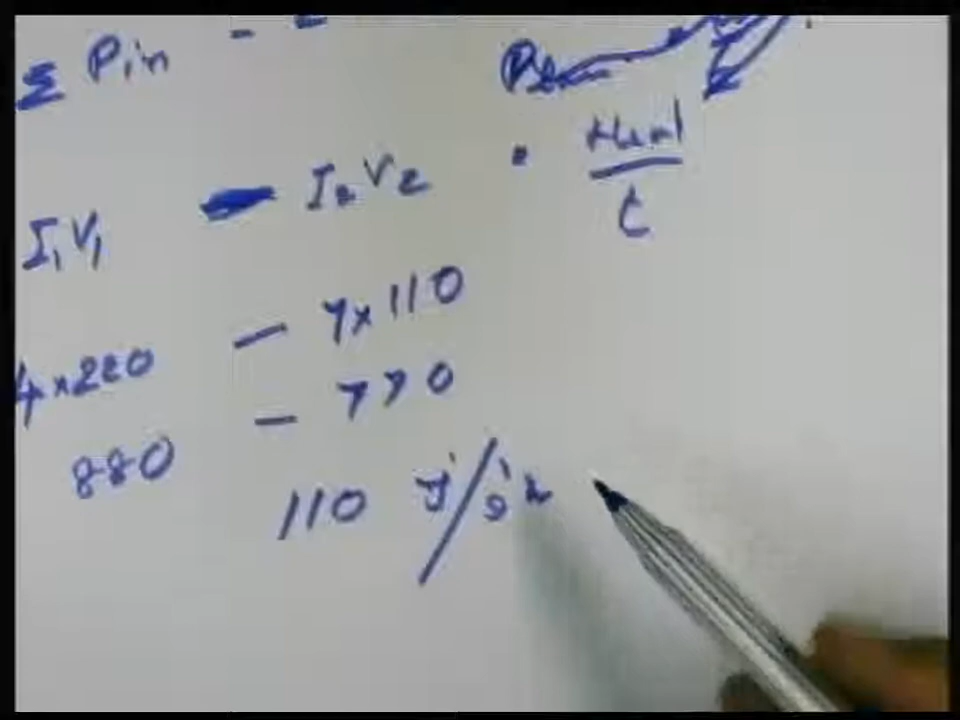 Σ Pin - 
I₁V₁ - I₂V₂ = Heat/t
4×220 - 7×110
880 - 770
110 J/s